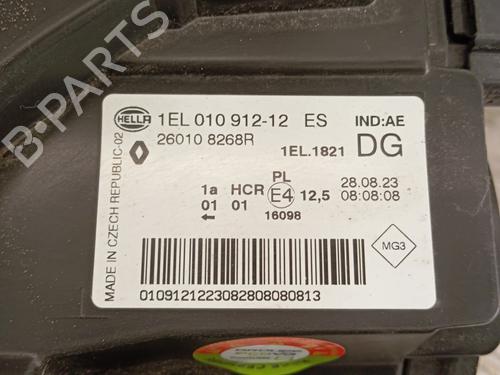 HELLA 1EL 010 912-12 ES IND:AE
26010 8268R 1EL.1821 DG
PL
1a HCR E4 12,5 28.08.23
01 01 08:08:08
16098
MG3
MADE IN CZECH REPUBLIC-02
0109121223082808080813